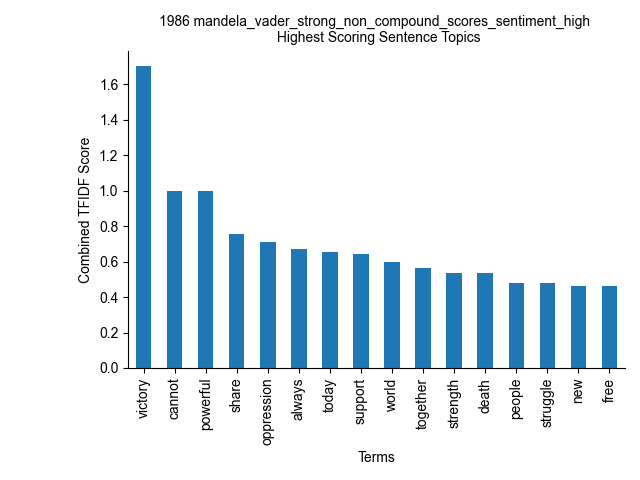 1986 mandela_vader_strong_non_compound_scores_sentiment_high
Highest Scoring Sentence Topics
Combined TFIDF Score
1.6
1.4
1.2
1.0
0.8
0.6
0.4
0.2
0.0
victory
cannot
powerful
share
oppression
always
today
support
world
together
strength
death
people
struggle
new
free
Terms